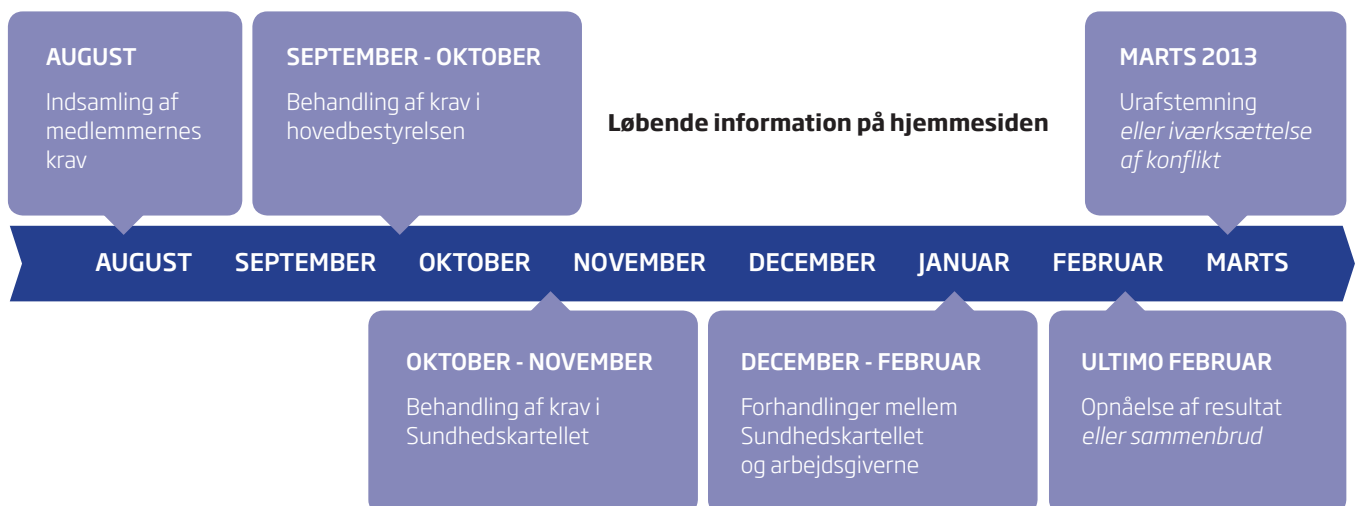 AUGUST
Indsamling af
medlemmernes
krav
SEPTEMBER - OKTOBER
Behandling af krav i
hovedbestyrelsen
Løbende information på hjemmesiden
MARTS 2013
Urafstemning
eller iværksættelse
af konflikt
AUGUST SEPTEMBER OKTOBER NOVEMBER DECEMBER JANUAR FEBRUAR MARTS
OKTOBER - NOVEMBER
Behandling af krav i
Sundhedskartellet
DECEMBER - FEBRUAR
Forhandlinger mellem
Sundhedskartellet
og arbejdsgiverne
ULTIMO FEBRUAR
Opnåelse af resultat
eller sammenbrud